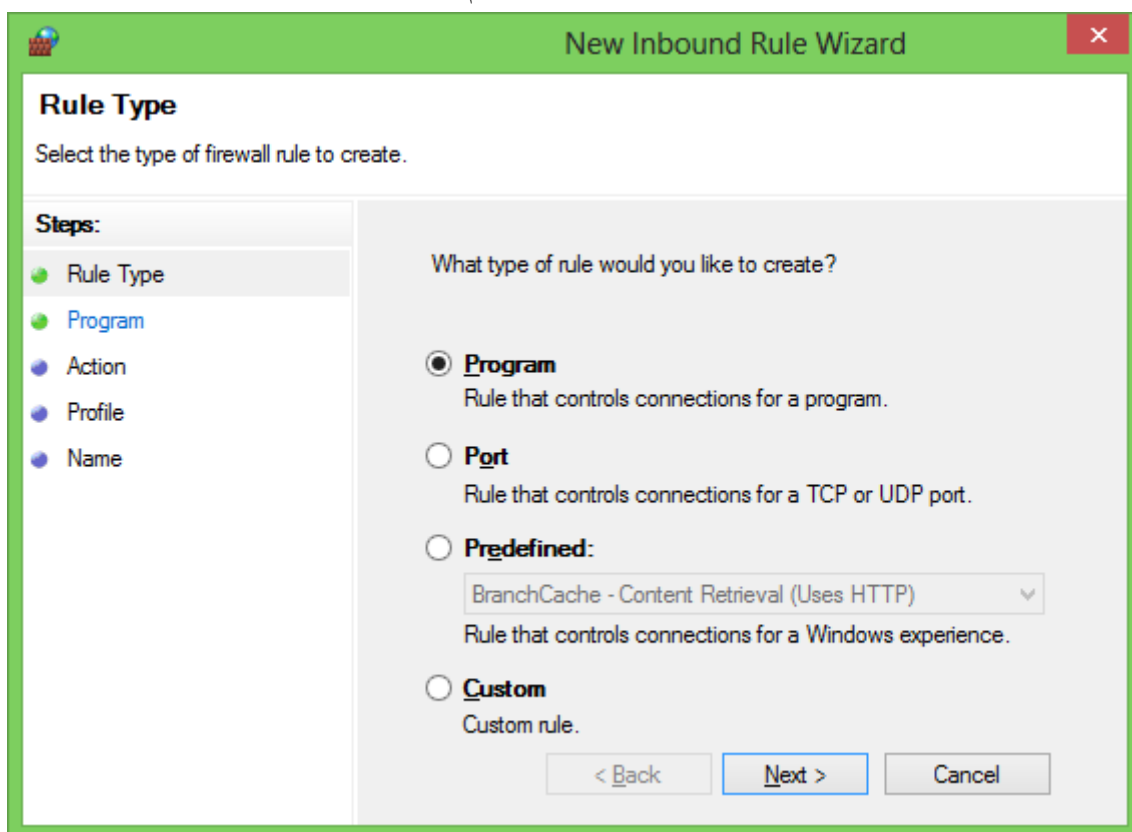 New Inbound Rule Wizard
Rule Type
Select the type of firewall rule to create.
Steps:
Rule Type
Program
Action
Profile
Name
What type of rule would you like to create?
Program
Rule that controls connections for a program.
Port
Rule that controls connections for a TCP or UDP port.
Predefined:
BranchCache - Content Retrieval (Uses HTTP)
Rule that controls connections for a Windows experience.
Custom
Custom rule.
< Back Next > Cancel